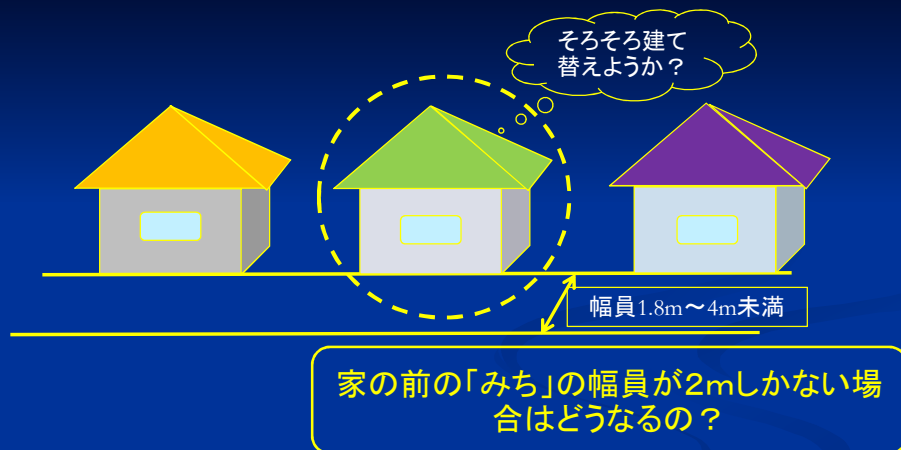 そろそろ建て
替えようか？
幅員1.8m～4m未満
家の前の「みち」の幅員が２ｍしかない場
合はどうなるの？